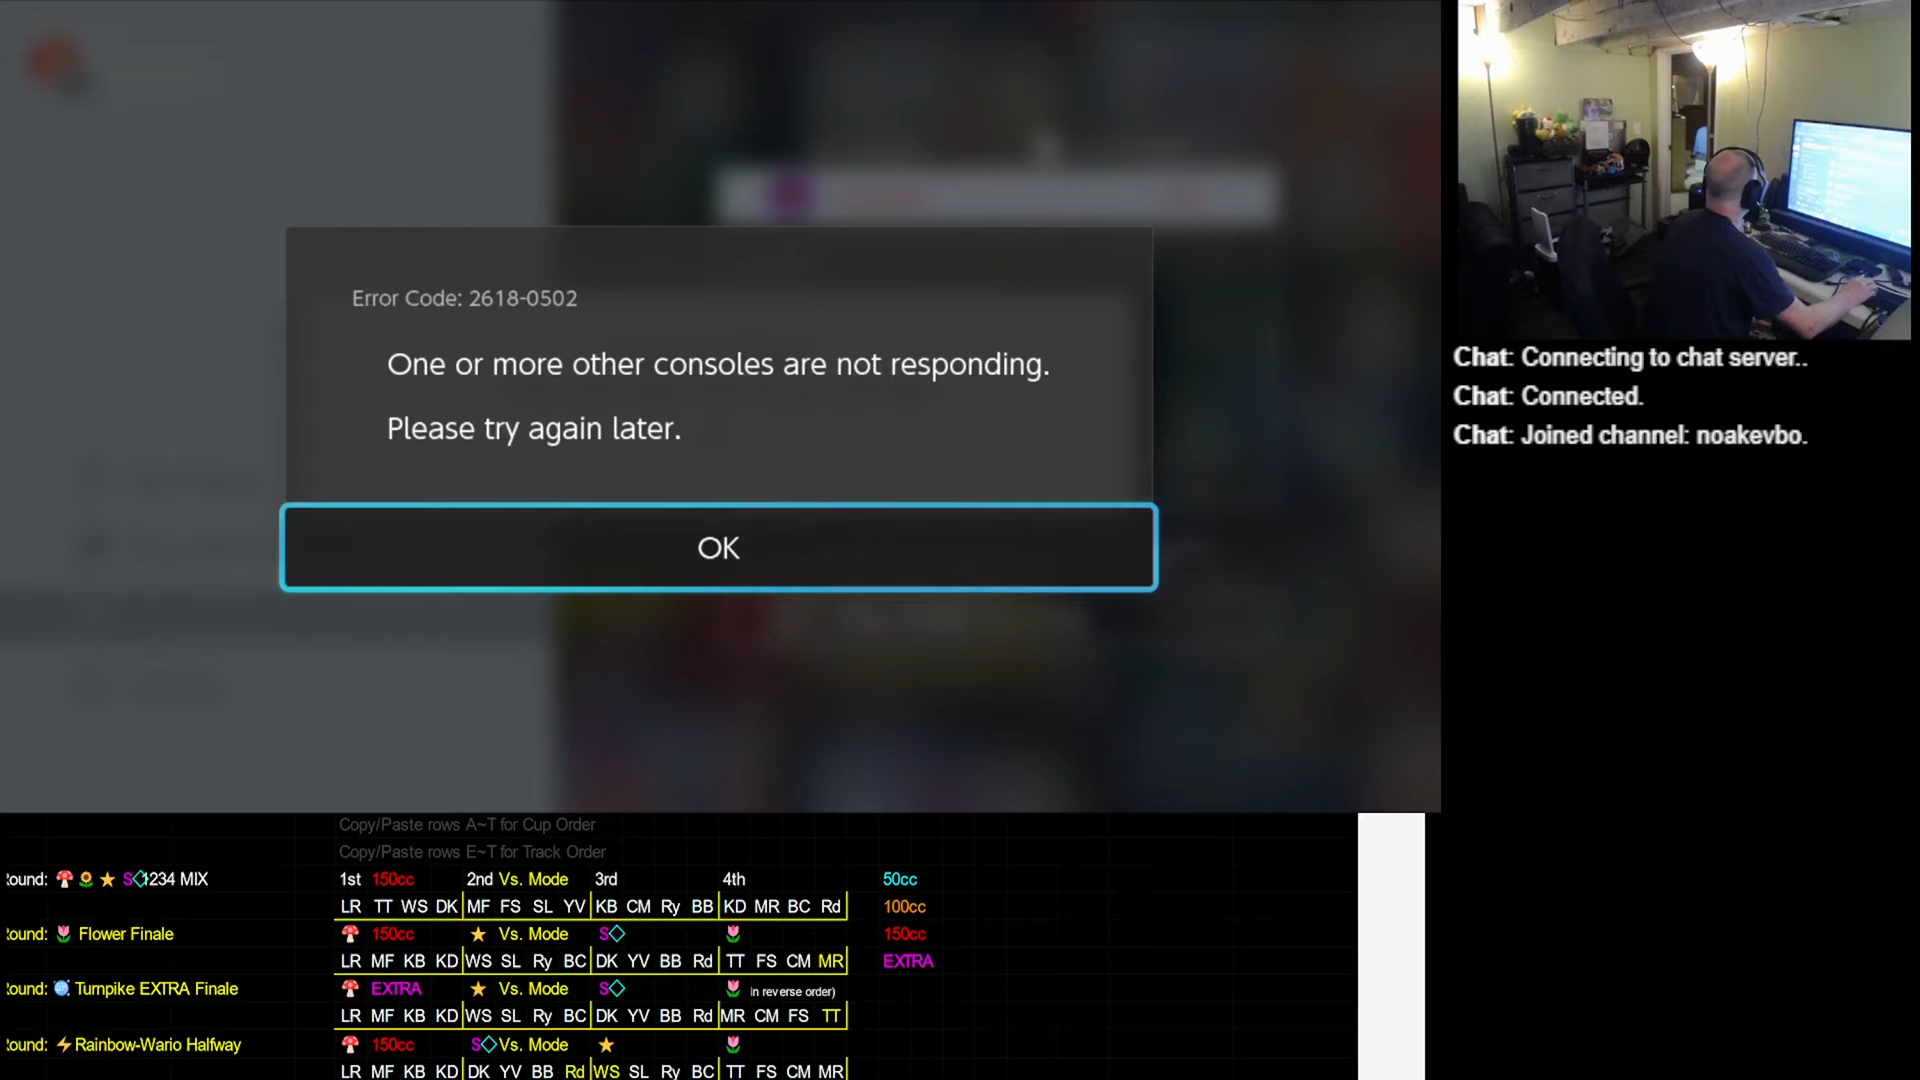 Error Code: 2618-0502
One or more other consoles are not responding.
Please try again later.
OK
Chat: Connecting to chat server..
Chat: Connected.
Chat: Joined channel: noakevbo.
Copy/Paste rows A~T for Cup Order
Copy/Paste rows E~T for Track Order
ound: 🍄 🌻 ⭐ S◇1234 MIX 1st 150cc 2nd Vs. Mode 3rd 4th 50cc
LR TT WS DK MF FS SL YV KB CM Ry BB KD MR BC Rd 100cc
ound: 🌷 Flower Finale 🍄 150cc ⭐ Vs. Mode S◇ 🌷 150cc
LR MF KB KD WS SL Ry BC DK YV BB Rd TT FS CM MR EXTRA
ound: Turnpike EXTRA Finale 🍄 EXTRA ⭐ Vs. Mode S◇ 🌷 in reverse order)
LR MF KB KD WS SL Ry BC DK YV BB Rd MR CM FS TT
ound: ⚡Rainbow-Wario Halfway 🍄 150cc S◇ Vs. Mode ⭐ 🌷
LR MF KB KD DK YV BB Rd WS SL Ry BC TT FS CM MR